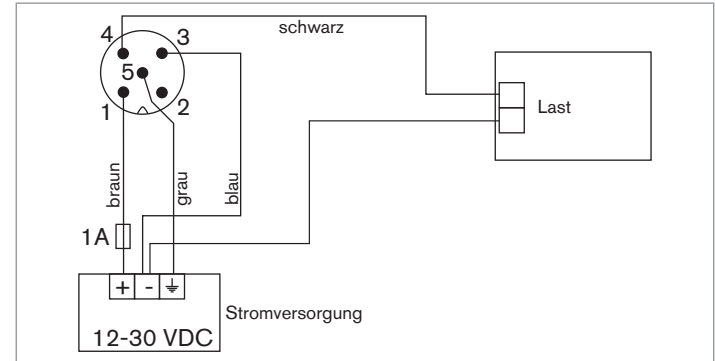 schwarz
4
3
5
1
2
Last
braun
grau
blau
1A
+ -
Stromversorgung
12-30 VDC